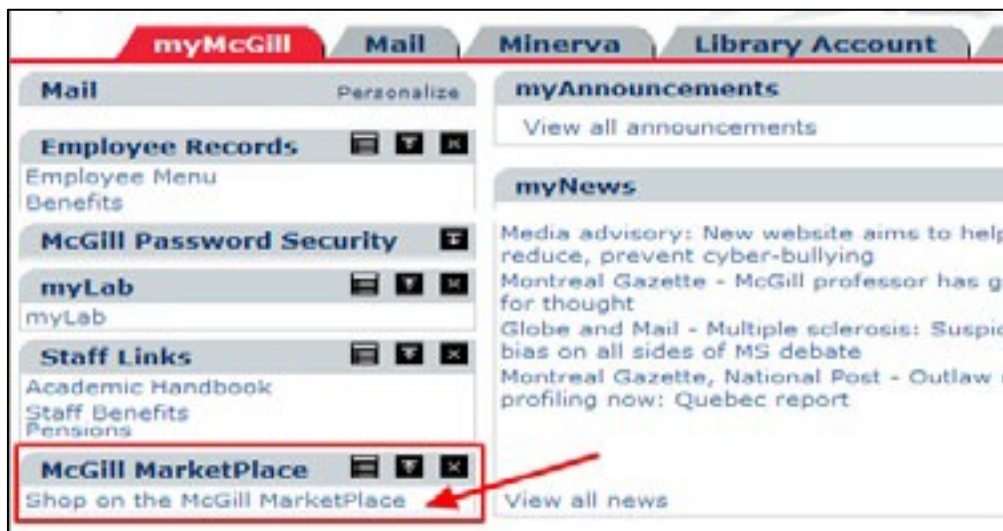 myMcGill Mail Minerva Library Account
Mail Personalize
Employee Records
Employee Menu
Benefits
McGill Password Security
myLab
myLab
Staff Links
Academic Handbook
Staff Benefits
Pensions
McGill MarketPlace
Shop on the McGill MarketPlace
myAnnouncements
View all announcements
myNews
Media advisory: New website aims to help
reduce, prevent cyber-bullying
Montreal Gazette - McGill professor has g
for thought
Globe and Mail - Multiple sclerosis: Suspic
bias on all sides of MS debate
Montreal Gazette, National Post - Outlaw
profiling now: Quebec report
View all news